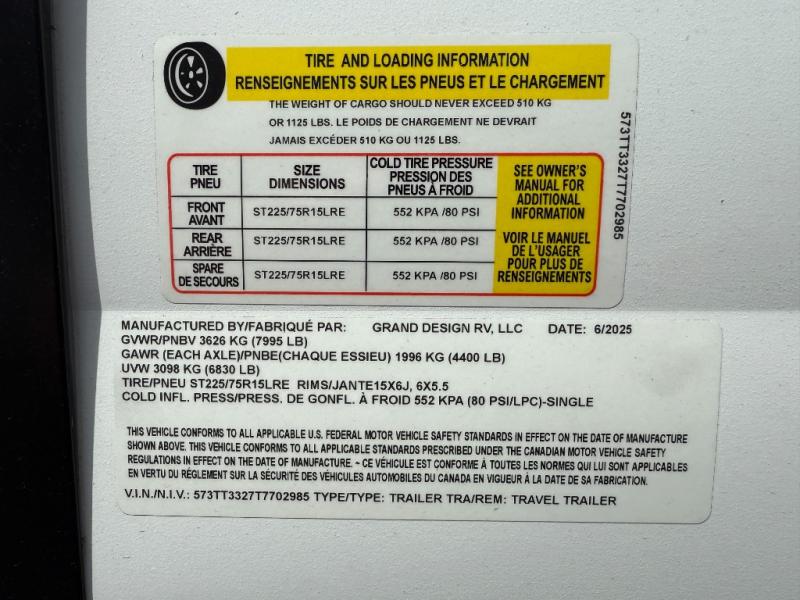 TIRE AND LOADING INFORMATION
RENSEIGNEMENTS SUR LES PNEUS ET LE CHARGEMENT
THE WEIGHT OF CARGO SHOULD NEVER EXCEED 510 KG
OR 1125 LBS. LE POIDS DE CHARGEMENT NE DEVRAIT
JAMAIS EXCÉDER 510 KG OU 1125 LBS.
TIRE
PNEU
SIZE
DIMENSIONS
COLD TIRE PRESSURE
PRESSION DES
PNEUS À FROID
FRONT
AVANT
ST225/75R15LRE
552 KPA /80 PSI
REAR
ARRIÈRE
ST225/75R15LRE
552 KPA /80 PSI
SPARE
DE SECOURS
ST225/75R15LRE
552 KPA /80 PSI
SEE OWNER'S
MANUAL FOR
ADDITIONAL
INFORMATION
VOIR LE MANUEL
DE L'USAGER
POUR PLUS DE
RENSEIGNEMENTS
573TT3327T7702985
MANUFACTURED BY/FABRIQUÉ PAR: GRAND DESIGN RV, LLC DATE: 6/2025
GVWR/PNBV 3626 KG (7995 LB)
GAWR (EACH AXLE)/PNBE(CHAQUE ESSIEU) 1996 KG (4400 LB)
UVW 3098 KG (6830 LB)
TIRE/PNEU ST225/75R15LRE RIMS/JANTE15X6J, 6X5.5
COLD INFL. PRESS/PRESS. DE GONFL. À FROID 552 KPA (80 PSI/LPC)-SINGLE
THIS VEHICLE CONFORMS TO ALL APPLICABLE U.S. FEDERAL MOTOR VEHICLE SAFETY STANDARDS IN EFFECT ON THE DATE OF MANUFACTURE
SHOWN ABOVE. THIS VEHICLE CONFORMS TO ALL APPLICABLE STANDARDS PRESCRIBED UNDER THE CANADIAN MOTOR VEHICLE SAFETY
REGULATIONS IN EFFECT ON THE DATE OF MANUFACTURE. ~ CE VÉHICULE EST CONFORME À TOUTES LES NORMES QUI LUI SONT APPLICABLES
EN VERTU DU RÈGLEMENT SUR LA SÉCURITÉ DES VÉHICULES AUTOMOBILES DU CANADA EN VIGUEUR À LA DATE DE SA FABRICATION.
V.I.N./N.I.V.: 573TT3327T7702985 TYPE/TYPE: TRAILER TRA/REM: TRAVEL TRAILER